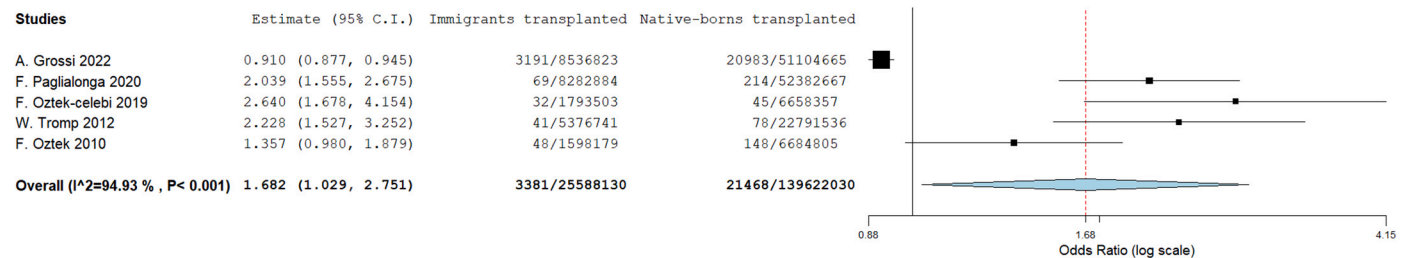 Studies Estimate (95% C.I.) Immigrants transplanted Native-borns transplanted
A. Grossi 2022 0.910 (0.877, 0.945) 3191/8536823 20983/51104665
F. Paglialonga 2020 2.039 (1.555, 2.675) 69/8282884 214/52382667
F. Oztek-celebi 2019 2.640 (1.678, 4.154) 32/1793503 45/6658357
W. Tromp 2012 2.228 (1.527, 3.252) 41/5376741 78/22791536
F. Oztek 2010 1.357 (0.980, 1.879) 48/1598179 148/6684805
Overall (I^2=94.93 % , P< 0.001) 1.682 (1.029, 2.751) 3381/25588130 21468/139622030
0.88 1.68 4.15
Odds Ratio (log scale)